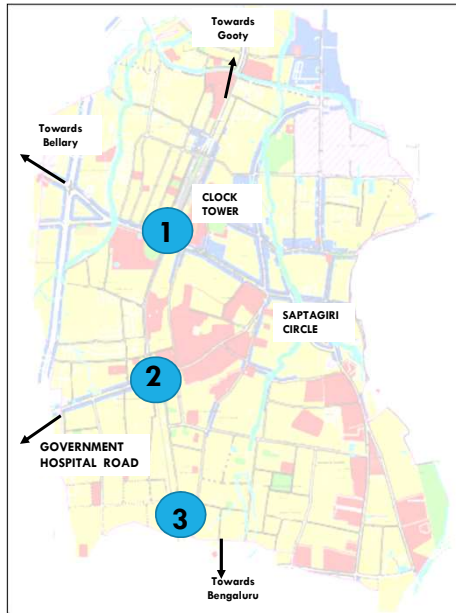 Towards
Gooty
Towards
Bellary
CLOCK
TOWER
1
SAPTAGIRI
CIRCLE
2
GOVERNMENT
HOSPITAL ROAD
3
Towards
Bengaluru